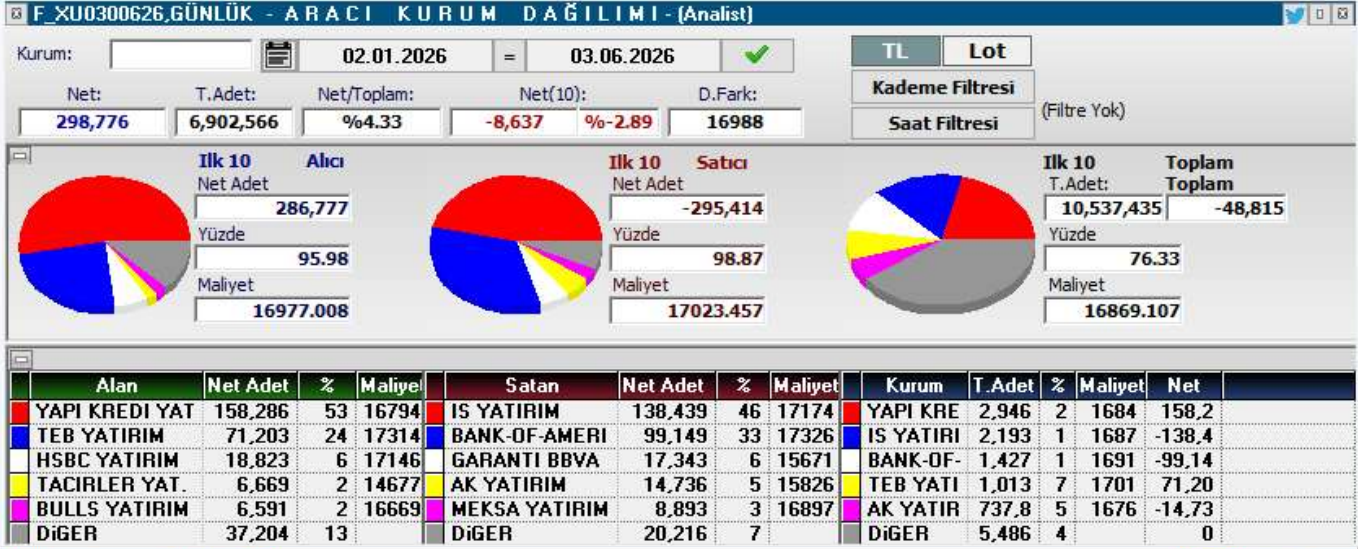 F_XU0300626,GÜNLÜK - A R A C I   K U R U M   D A Ğ I L I M I - (Analist)
Kurum: 02.01.2026 = 03.06.2026 TL Lot
Net: T.Adet: Net/Toplam: Net(10): D.Fark: Kademe Filtresi
298,776 6,902,566 %4.33 -8,637 %-2.89 16988 Saat Filtresi (Filtre Yok)
Ilk 10 Alıcı Ilk 10 Satıcı Ilk 10 Toplam
Net Adet Net Adet T.Adet: Toplam
286,777 -295,414 10,537,435 -48,815
Yüzde Yüzde Yüzde
95.98 98.87 76.33
Maliyet Maliyet Maliyet
16977.008 17023.457 16869.107
Alan Net Adet % Maliyet Satan Net Adet % Maliyet Kurum T.Adet % Maliyet Net
YAPI KREDI YAT 158,286 53 16794 IS YATIRIM 138,439 46 17174 YAPI KRE 2,946 2 1684 158,2
TEB YATIRIM 71,203 24 17314 BANK-OF-AMERI 99,149 33 17326 IS YATIRI 2,193 1 1687 -138,4
HSBC YATIRIM 18,823 6 17146 GARANTI BBVA 17,343 6 15671 BANK-OF- 1,427 1 1691 -99,14
TACIRLER YAT. 6,669 2 14677 AK YATIRIM 14,736 5 15826 TEB YATI 1,013 7 1701 71,20
BULLS YATIRIM 6,591 2 16669 MEKSA YATIRIM 8,893 3 16897 AK YATIR 737,8 5 1676 -14,73
DiGER 37,204 13 DiGER 20,216 7 DiGER 5,486 4 0